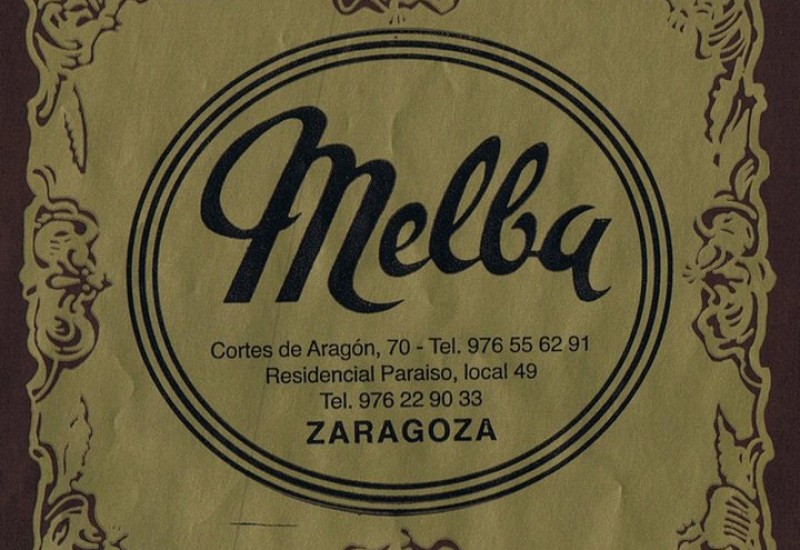 Melba
Cortes de Aragón, 70 - Tel. 976 55 62 91
Residencial Paraiso, local 49
Tel. 976 22 90 33
ZARAGOZA